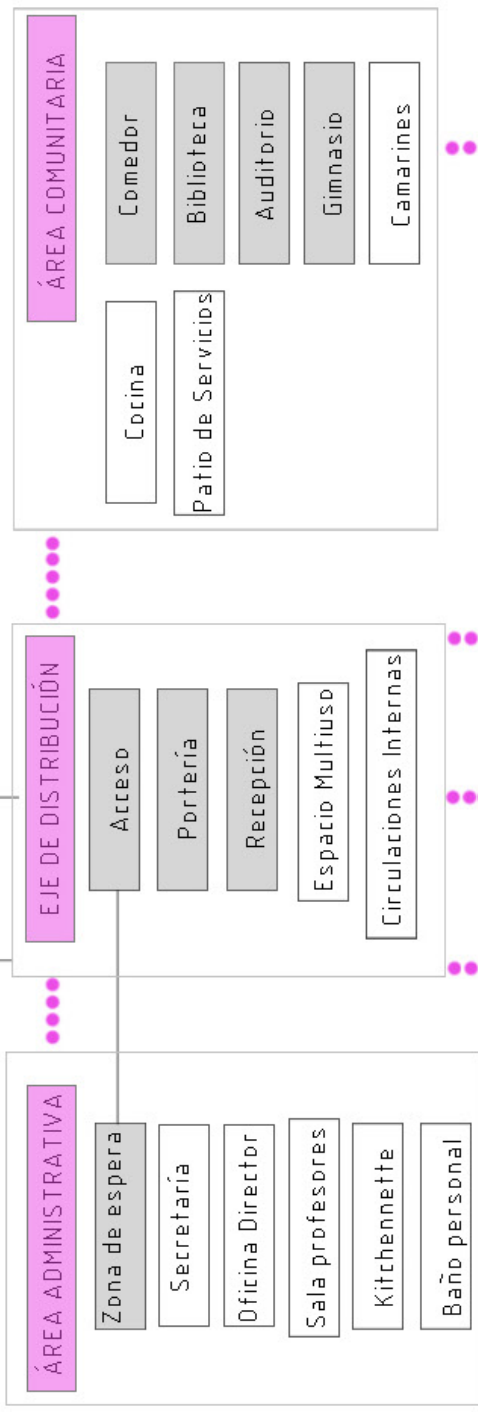 ÁREA ADMINISTRATIVA
Zona de espera
Secretaría
Oficina Director
Sala profesores
Kitchennette
Baño personal
EJE DE DISTRIBUCIÓN
Acceso
Portería
Recepción
Espacio Multiuso
Circulaciones Internas
ÁREA COMUNITARIA
Cocina
Patio de Servicios
Comedor
Biblioteca
Auditorio
Gimnasio
Camarines